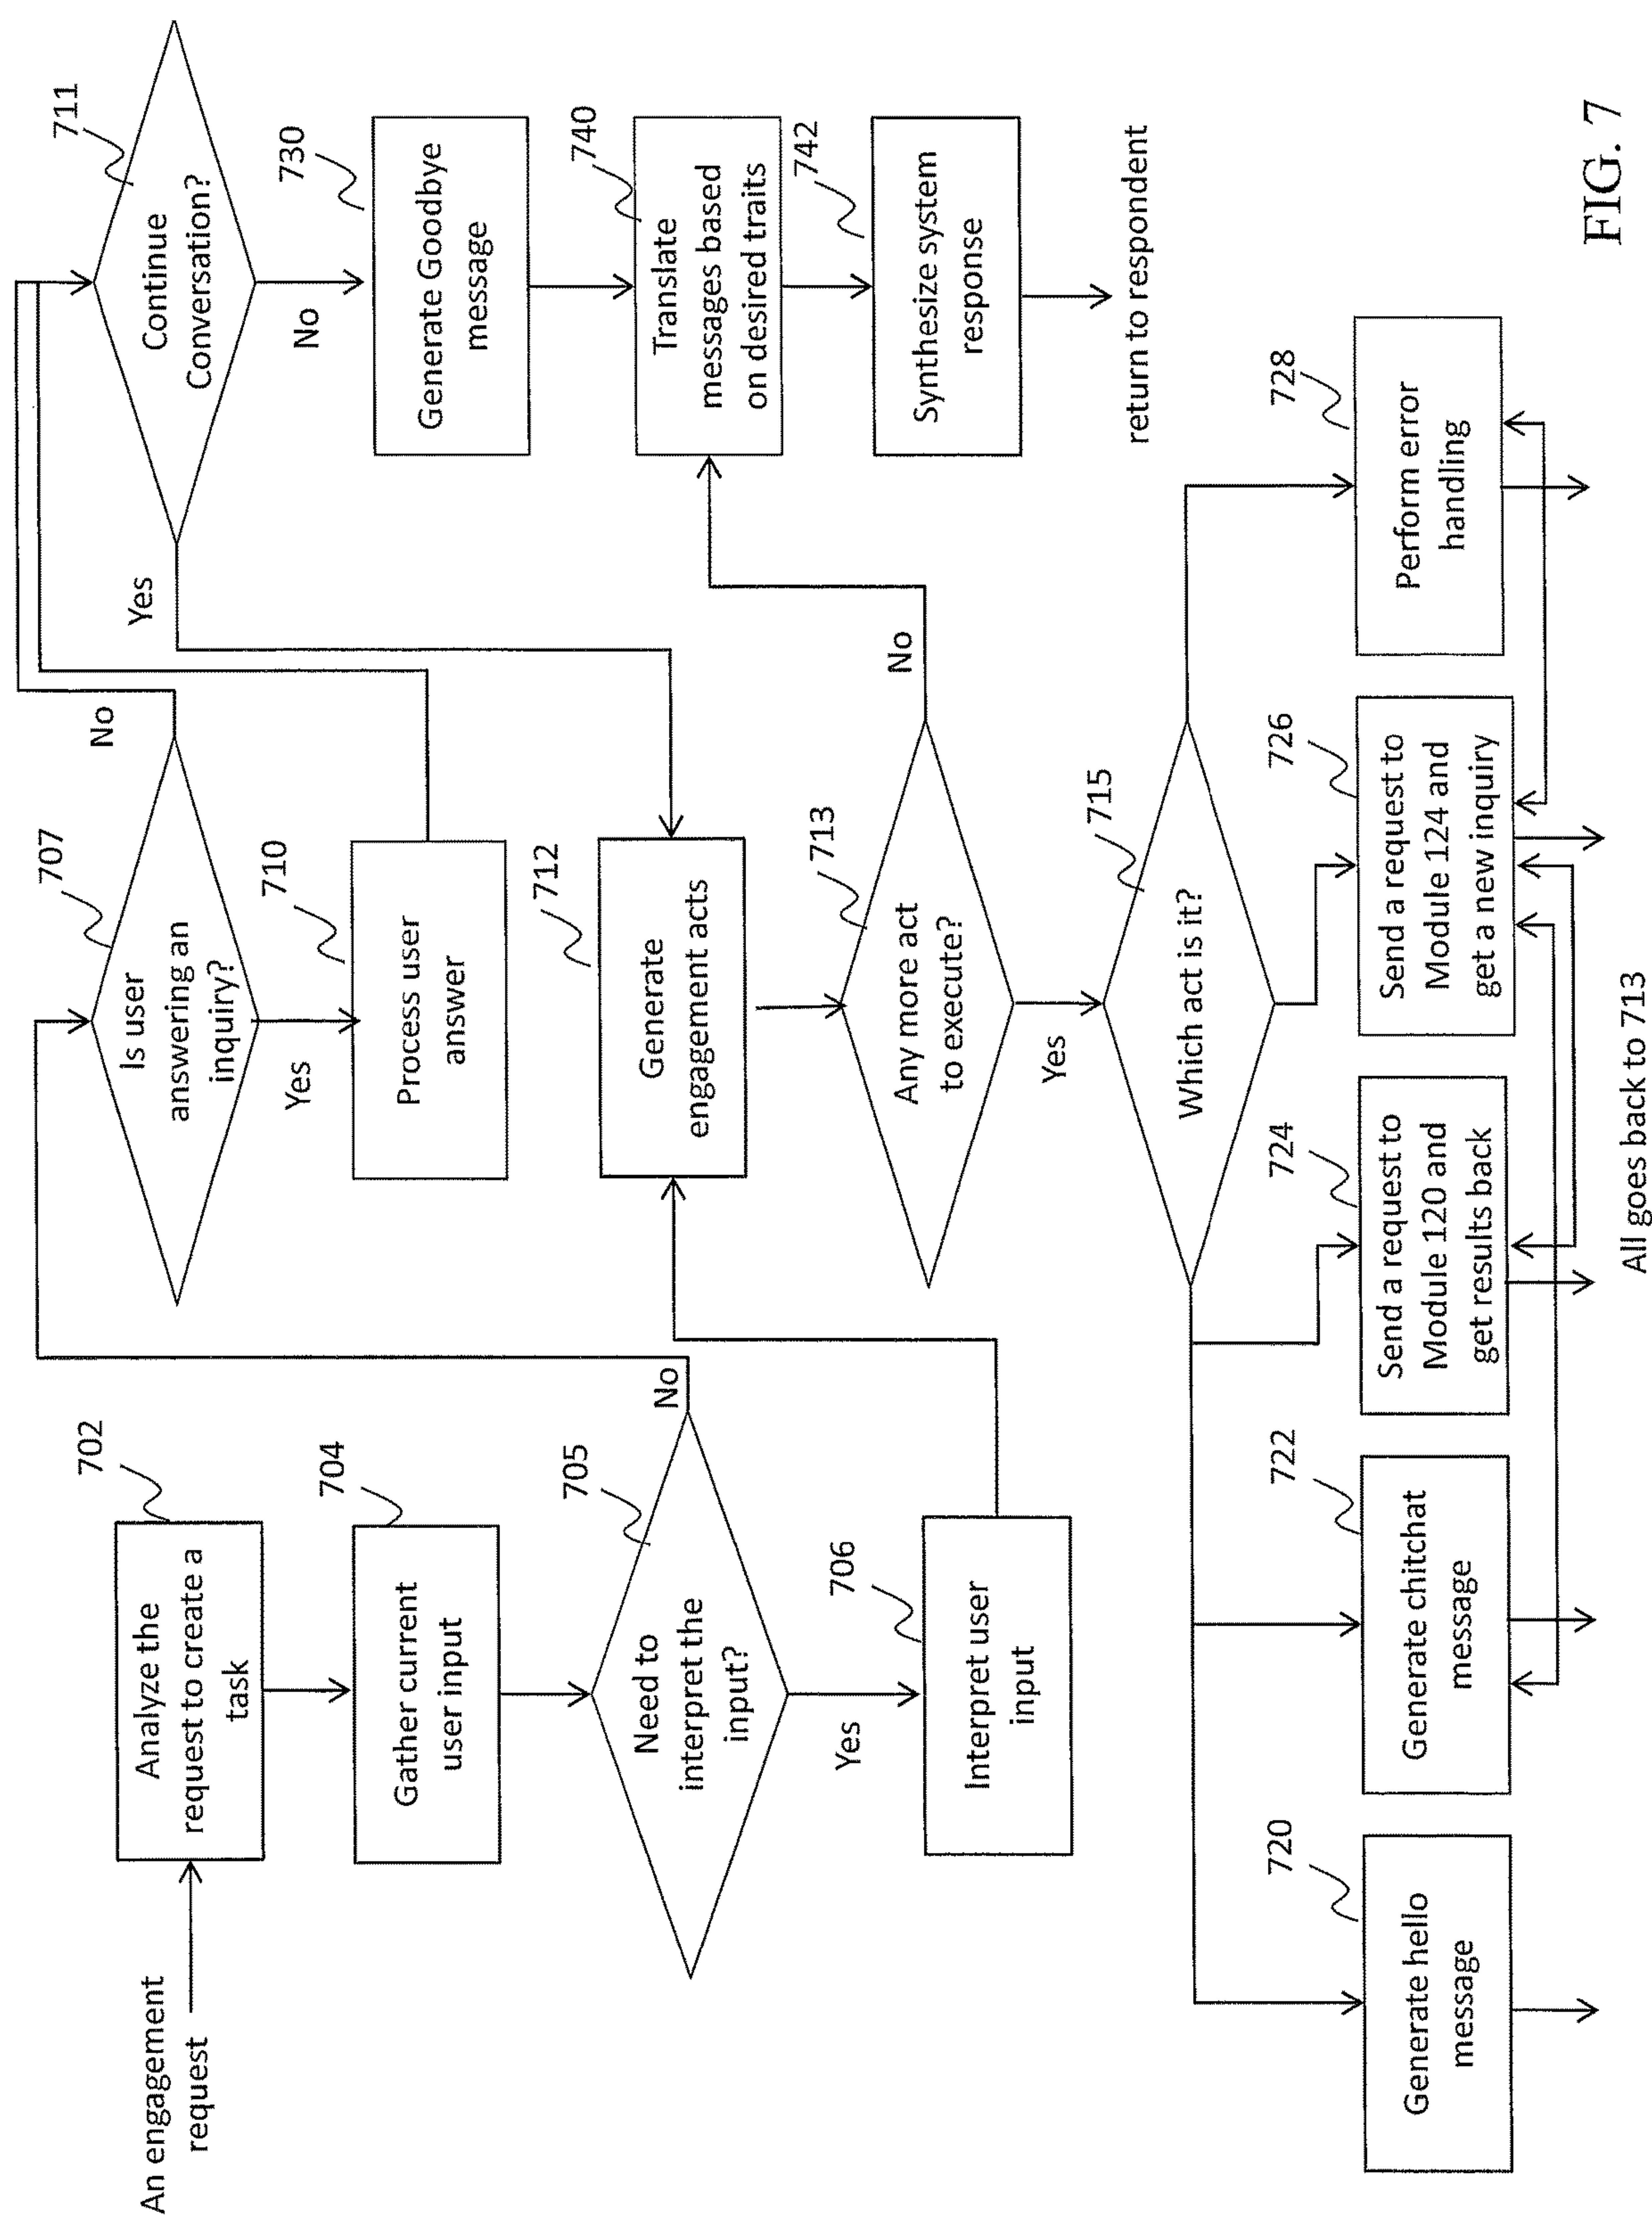 An engagement
request
702
Analyze the
request to create a
task
704
Gather current
user input
705
Need to
interpret the
input?
No
Yes
706
Interpret user
input
707
Is user
answering an
inquiry?
No
Yes
710
Process user
answer
711
Continue
Conversation?
Yes
No
712
Generate
engagement acts
713
Any more act
to execute?
No
Yes
715
Which act is it?
720
Generate hello
message
722
Generate chitchat
message
724
Send a request to
Module 120 and
get results back
726
Send a request to
Module 124 and
get a new inquiry
728
Perform error
handling
All goes back to 713
730
Generate Goodbye
message
740
Translate
messages based
on desired traits
742
Synthesize system
response
return to respondent
FIG. 7